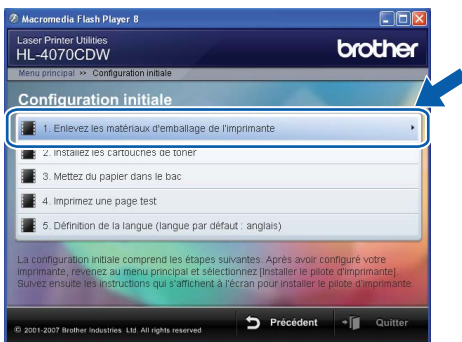 Macromedia Flash Player 8
Laser Printer Utilities
HL-4070CDW
brother
Menu principal >> Configuration initiale
Configuration initiale
1. Enlevez les matériaux d'emballage de l'imprimante
2. Installez les cartouches de toner
3. Mettez du papier dans le bac
4. Imprimez une page test
5. Définition de la langue (langue par défaut : anglais)
La configuration initiale comprend les étapes suivantes. Après avoir configuré votre
imprimante, revenez au menu principal et sélectionnez [Installer le pilote d'imprimante].
Suivez ensuite les instructions qui s'affichent à l'écran pour installer le pilote d'imprimante.
© 2001-2007 Brother Industries Ltd. All rights reserved
Précédent
Quitter